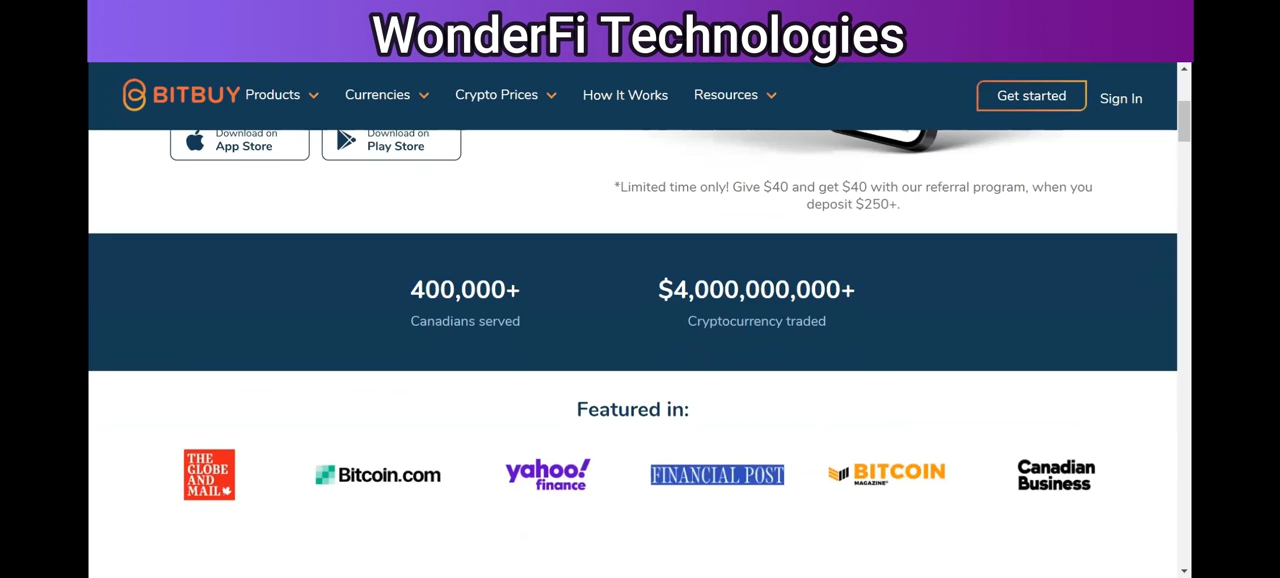 WonderFi Technologies
BITBUY Products Currencies Crypto Prices How It Works Resources Get started Sign In
Download on
App Store
Download on
Play Store
*Limited time only! Give $40 and get $40 with our referral program, when you
deposit $250+.
400,000+
Canadians served
$4,000,000,000+
Cryptocurrency traded
Featured in:
THE
GLOBE
AND
MAIL
Bitcoin.com
yahoo!
finance
FINANCIAL POST
BITCOIN
MAGAZINE
Canadian
Business